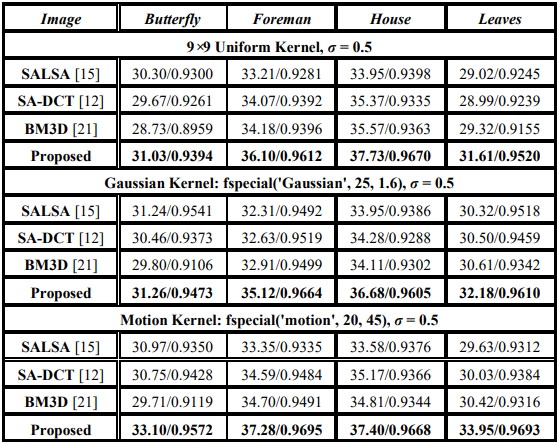 Image Butterfly Foreman House Leaves
9×9 Uniform Kernel, σ = 0.5
SALSA [15] 30.30/0.9300 33.21/0.9281 33.95/0.9398 29.02/0.9245
SA-DCT [12] 29.67/0.9261 34.07/0.9392 35.37/0.9335 28.99/0.9239
BM3D [21] 28.73/0.8959 34.18/0.9396 35.57/0.9363 29.32/0.9155
Proposed 31.03/0.9394 36.10/0.9612 37.73/0.9670 31.61/0.9520
Gaussian Kernel: fspecial('Gaussian', 25, 1.6), σ = 0.5
SALSA [15] 31.24/0.9541 32.31/0.9492 33.95/0.9386 30.32/0.9518
SA-DCT [12] 30.46/0.9373 32.63/0.9519 34.28/0.9288 30.50/0.9459
BM3D [21] 29.80/0.9106 32.91/0.9499 34.11/0.9302 30.61/0.9342
Proposed 31.26/0.9473 35.12/0.9664 36.68/0.9605 32.18/0.9610
Motion Kernel: fspecial('motion', 20, 45), σ = 0.5
SALSA [15] 30.97/0.9350 33.35/0.9335 33.58/0.9376 29.63/0.9312
SA-DCT [12] 30.75/0.9428 34.59/0.9484 35.17/0.9366 30.03/0.9384
BM3D [21] 29.71/0.9119 34.70/0.9491 34.81/0.9344 30.42/0.9316
Proposed 33.10/0.9572 37.28/0.9695 37.40/0.9668 33.95/0.9693